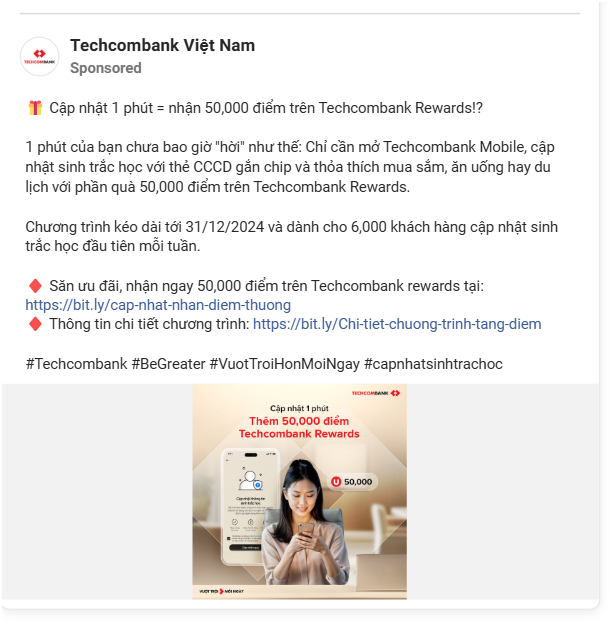 Techcombank Việt Nam
Sponsored
TECHCOMBANK
🎁 Cập nhật 1 phút = nhận 50,000 điểm trên Techcombank Rewards!?
1 phút của bạn chưa bao giờ "hời" như thế: Chỉ cần mở Techcombank Mobile, cập
nhật sinh trắc học với thẻ CCCD gắn chip và thỏa thích mua sắm, ăn uống hay du
lịch với phần quà 50,000 điểm trên Techcombank Rewards.
Chương trình kéo dài tới 31/12/2024 và dành cho 6,000 khách hàng cập nhật sinh
trắc học đầu tiên mỗi tuần.
♦️ Săn ưu đãi, nhận ngay 50,000 điểm trên Techcombank rewards tại:
https://bit.ly/cap-nhat-nhan-diem-thuong
♦️ Thông tin chi tiết chương trình: https://bit.ly/Chi-tiet-chuong-trinh-tang-diem
#Techcombank #BeGreater #VuotTroiHonMoiNgay #capnhatsinhtrachoc
TECHCOMBANK
Cập nhật 1 phút
Thêm 50,000 điểm
Techcombank Rewards
50,000
Cập nhật thông tin
sinh trắc học
VƯỢT TRỘI MỖI NGÀY